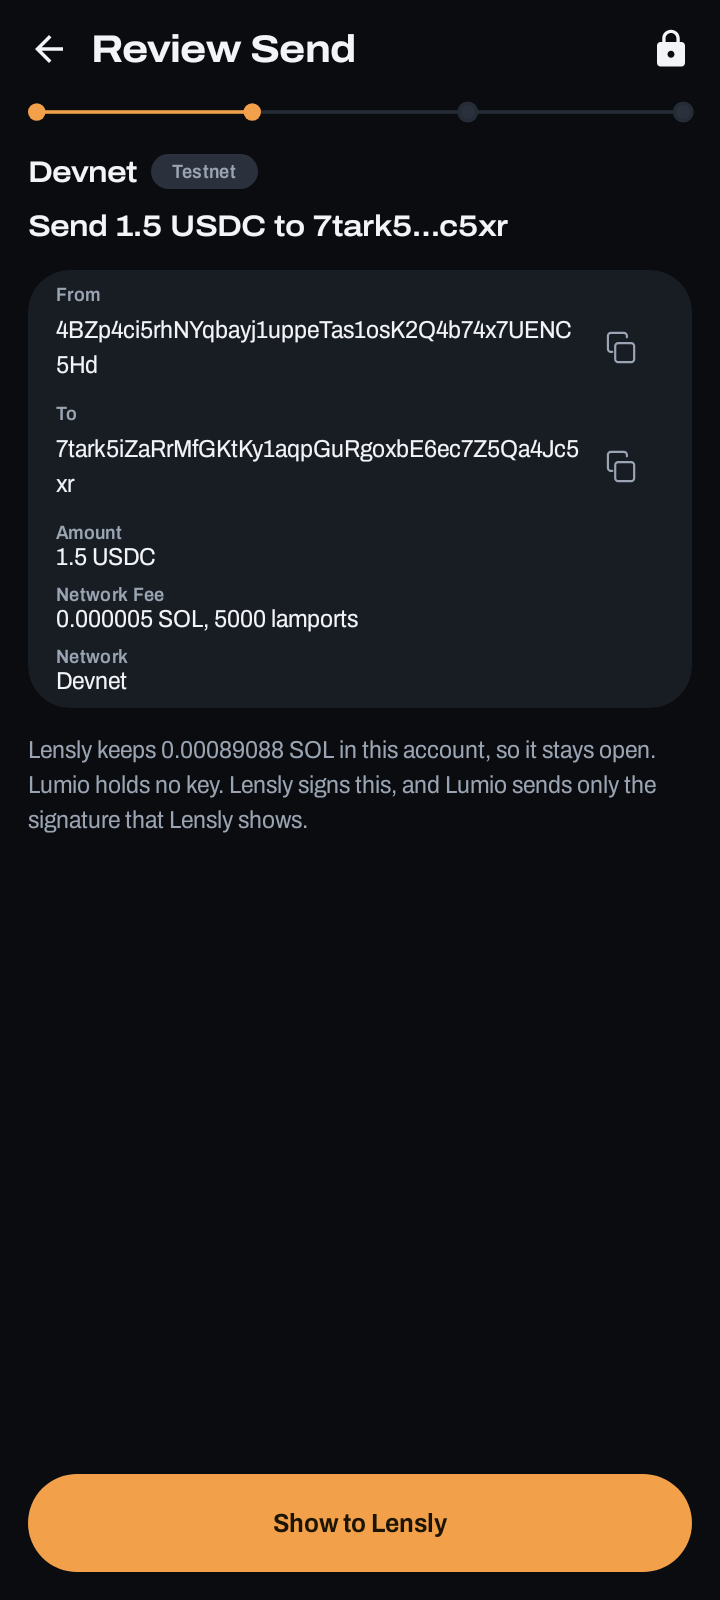 Review Send
Devnet Testnet
Send 1.5 USDC to 7tark5...c5xr
From
4BZp4ci5rhNYqbayj1uppeTas1osK2Q4b74x7UENC
5Hd
To
7tark5iZaRrMfGKtKy1aqpGuRgoxbE6ec7Z5Qa4Jc5
xr
Amount
1.5 USDC
Network Fee
0.000005 SOL, 5000 lamports
Network
Devnet
Lensly keeps 0.00089088 SOL in this account, so it stays open.
Lumio holds no key. Lensly signs this, and Lumio sends only the
signature that Lensly shows.
Show to Lensly